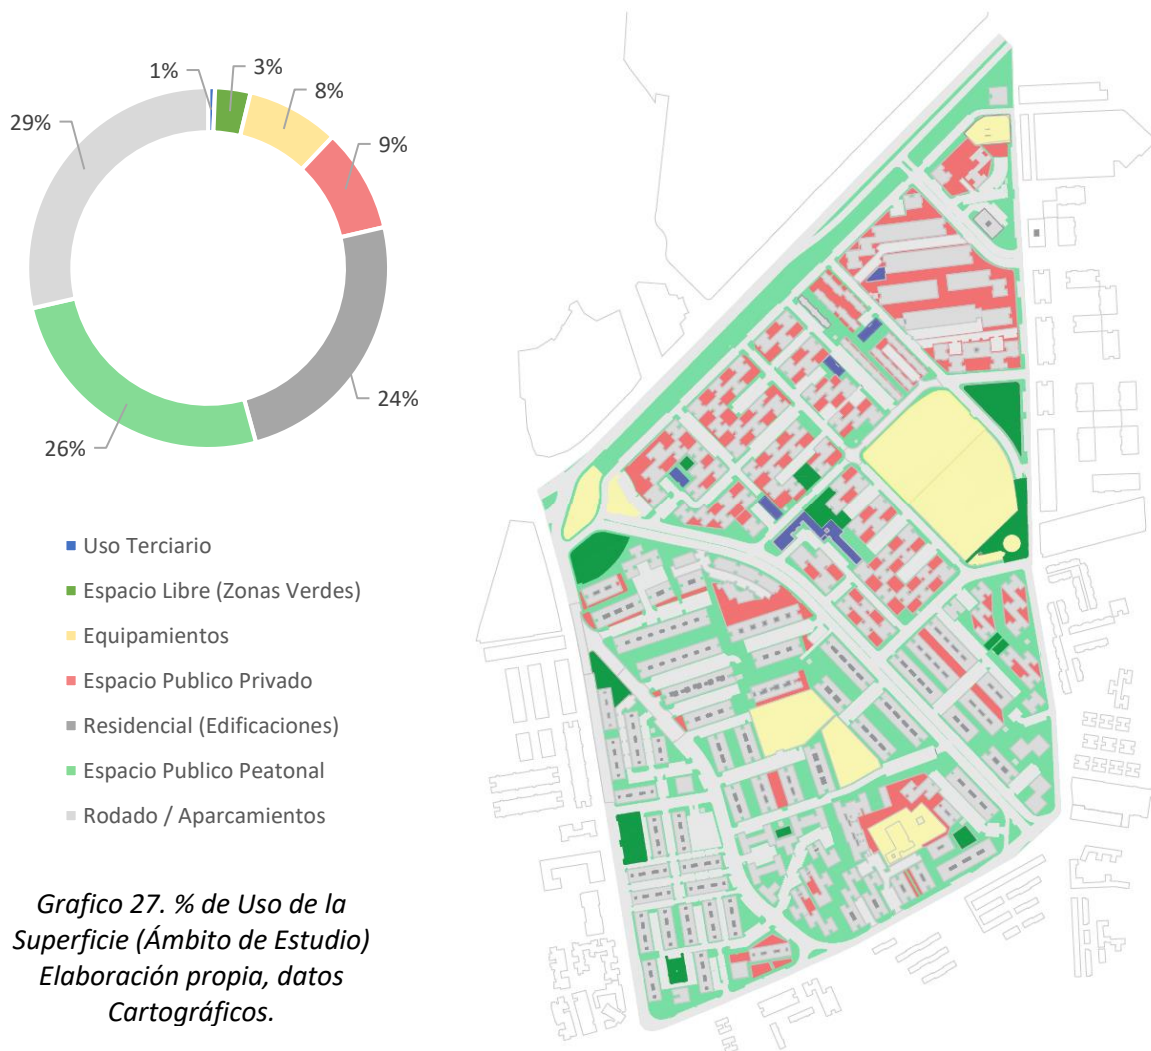 1%
3%
8%
9%
29%
24%
26%
Uso Terciario
Espacio Libre (Zonas Verdes)
Equipamientos
Espacio Publico Privado
Residencial (Edificaciones)
Espacio Publico Peatonal
Rodado / Aparcamientos
Grafico 27. % de Uso de la
Superficie (Ámbito de Estudio)
Elaboración propia, datos
Cartográficos.